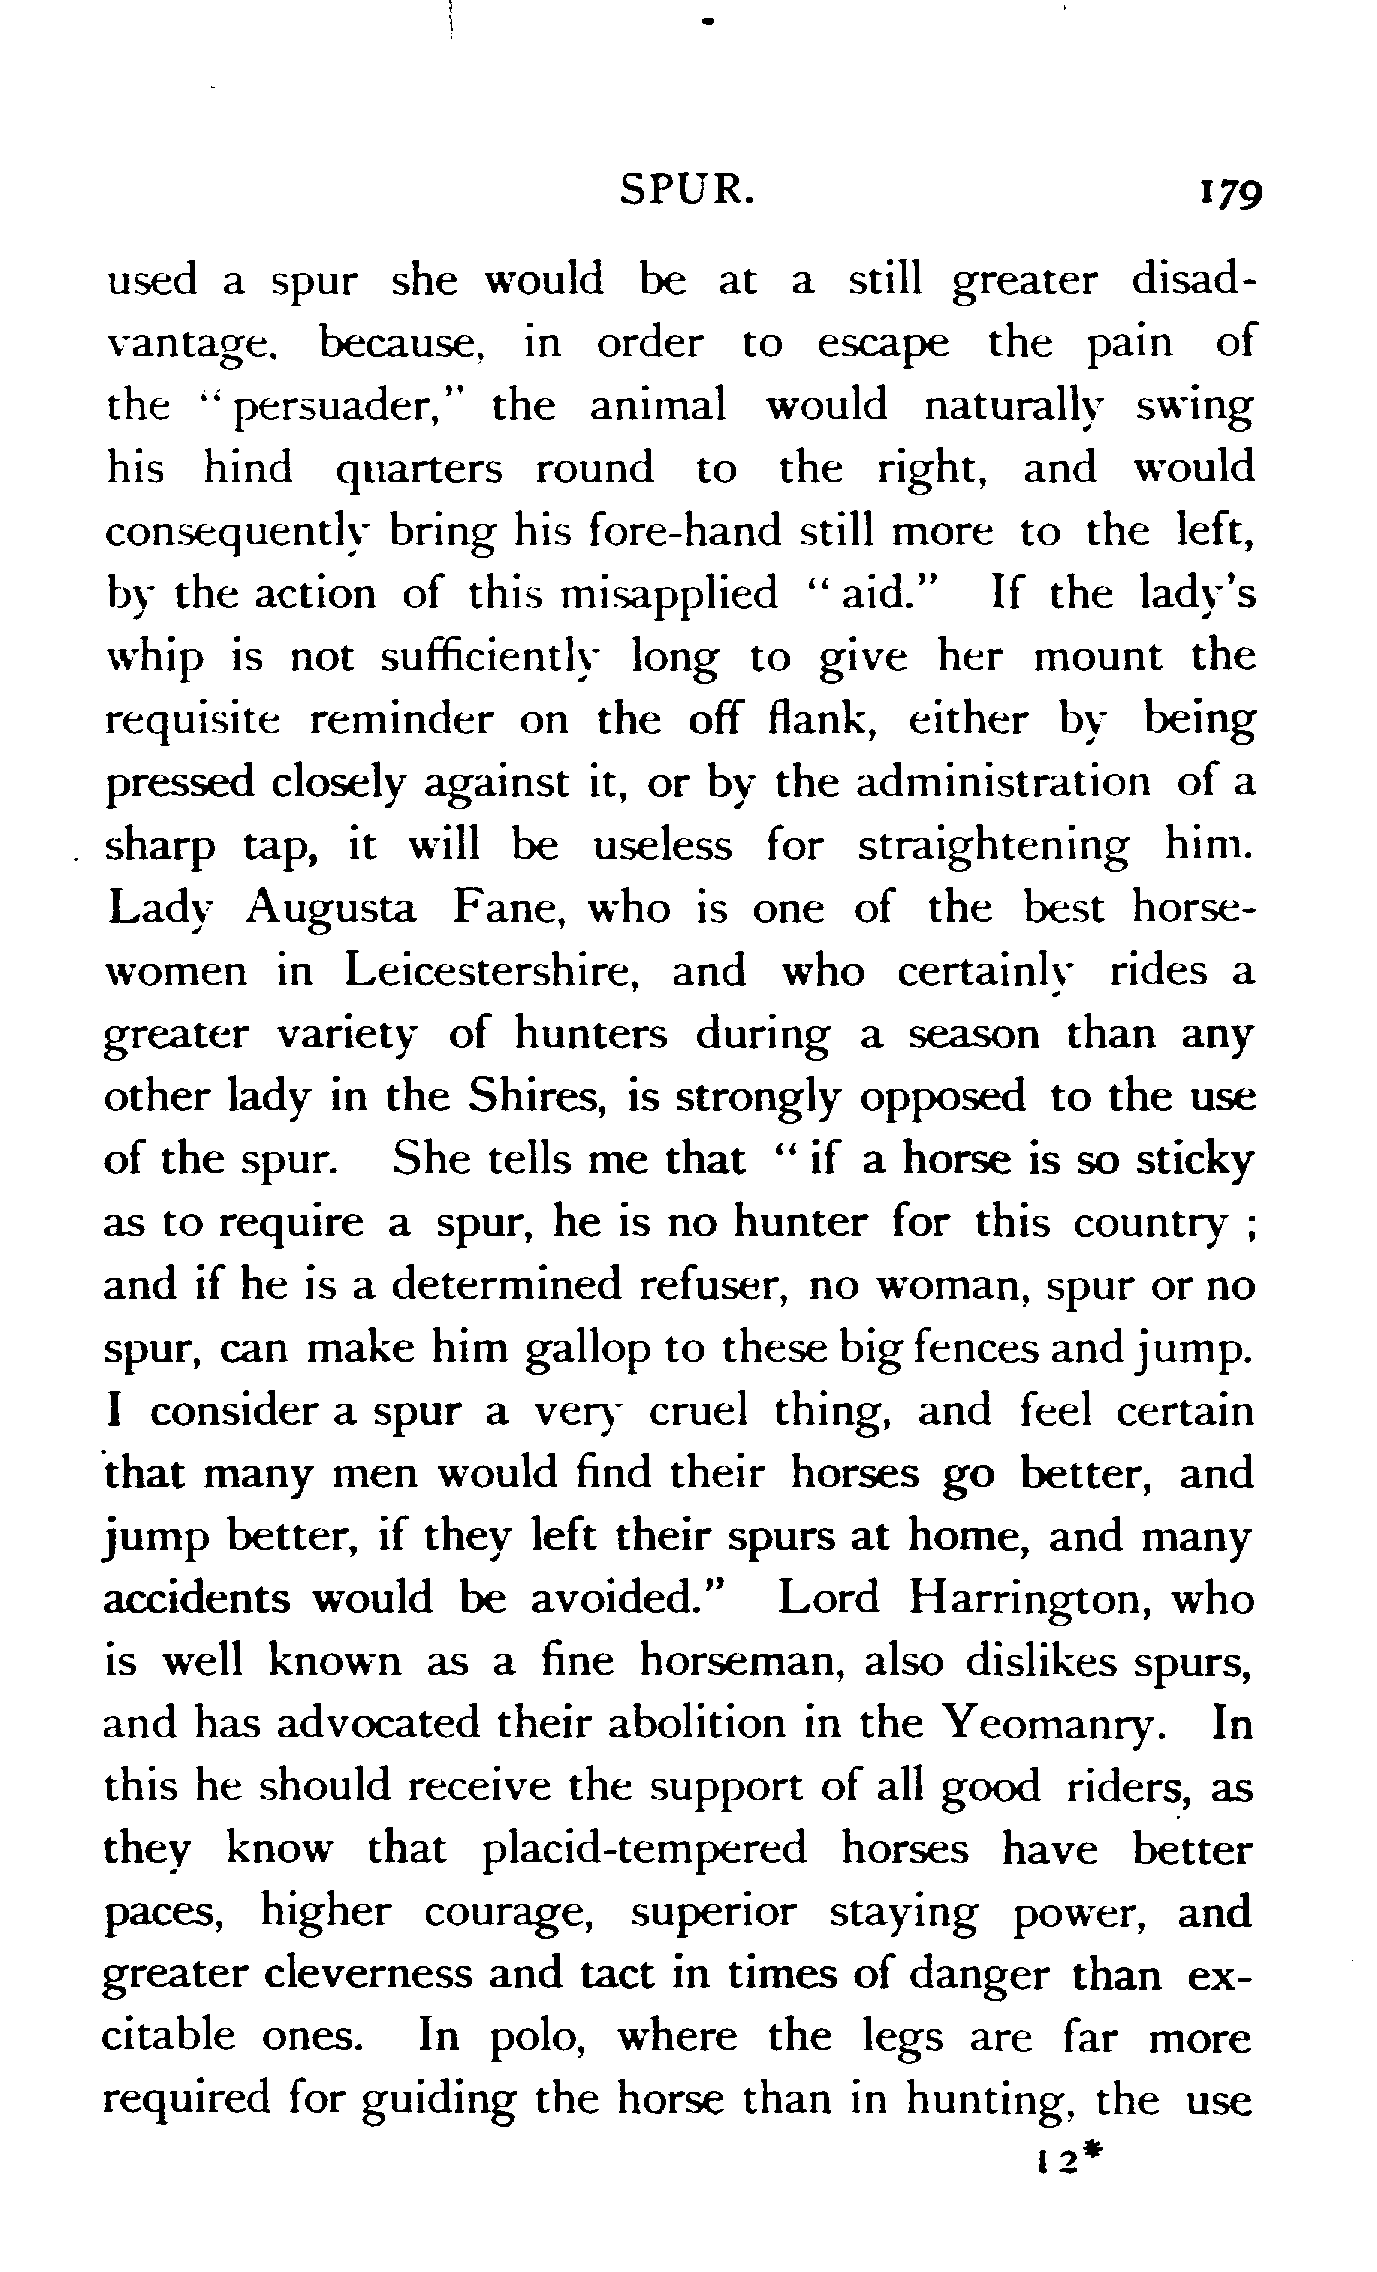 SPUR. 179
used a spur she would be at a still greater disad-
vantage, because, in order to escape the pain of
the “persuader,” the animal would naturally swing
his hind quarters round to the right, and would
consequently bring his fore-hand still more to the left,
by the action of this misapplied “aid.” If the lady's
whip is not sufficiently long to give her mount the
requisite reminder on the off flank, either by being
pressed closely against it, or by the administration of a
sharp tap, it will be useless for straightening him.
Lady Augusta Fane, who is one of the best horse-
women in Leicestershire, and who certainly rides a
greater variety of hunters during a season than any
other lady in the Shires, is strongly opposed to the use
of the spur. She tells me that “if a horse is so sticky
as to require a spur, he is no hunter for this country ;
and if he is a determined refuser, no woman, spur or no
spur, can make him gallop to these big fences and jump.
I consider a spur a very cruel thing, and feel certain
that many men would find their horses go better, and
jump better, if they left their spurs at home, and many
accidents would be avoided.” Lord Harrington, who
is well known as a fine horseman, also dislikes spurs,
and has advocated their abolition in the Yeomanry. In
this he should receive the support of all good riders, as
they know that placid-tempered horses have better
paces, higher courage, superior staying power, and
greater cleverness and tact in times of danger than ex-
citable ones. In polo, where the legs are far more
required for guiding the horse than in hunting, the use
12*